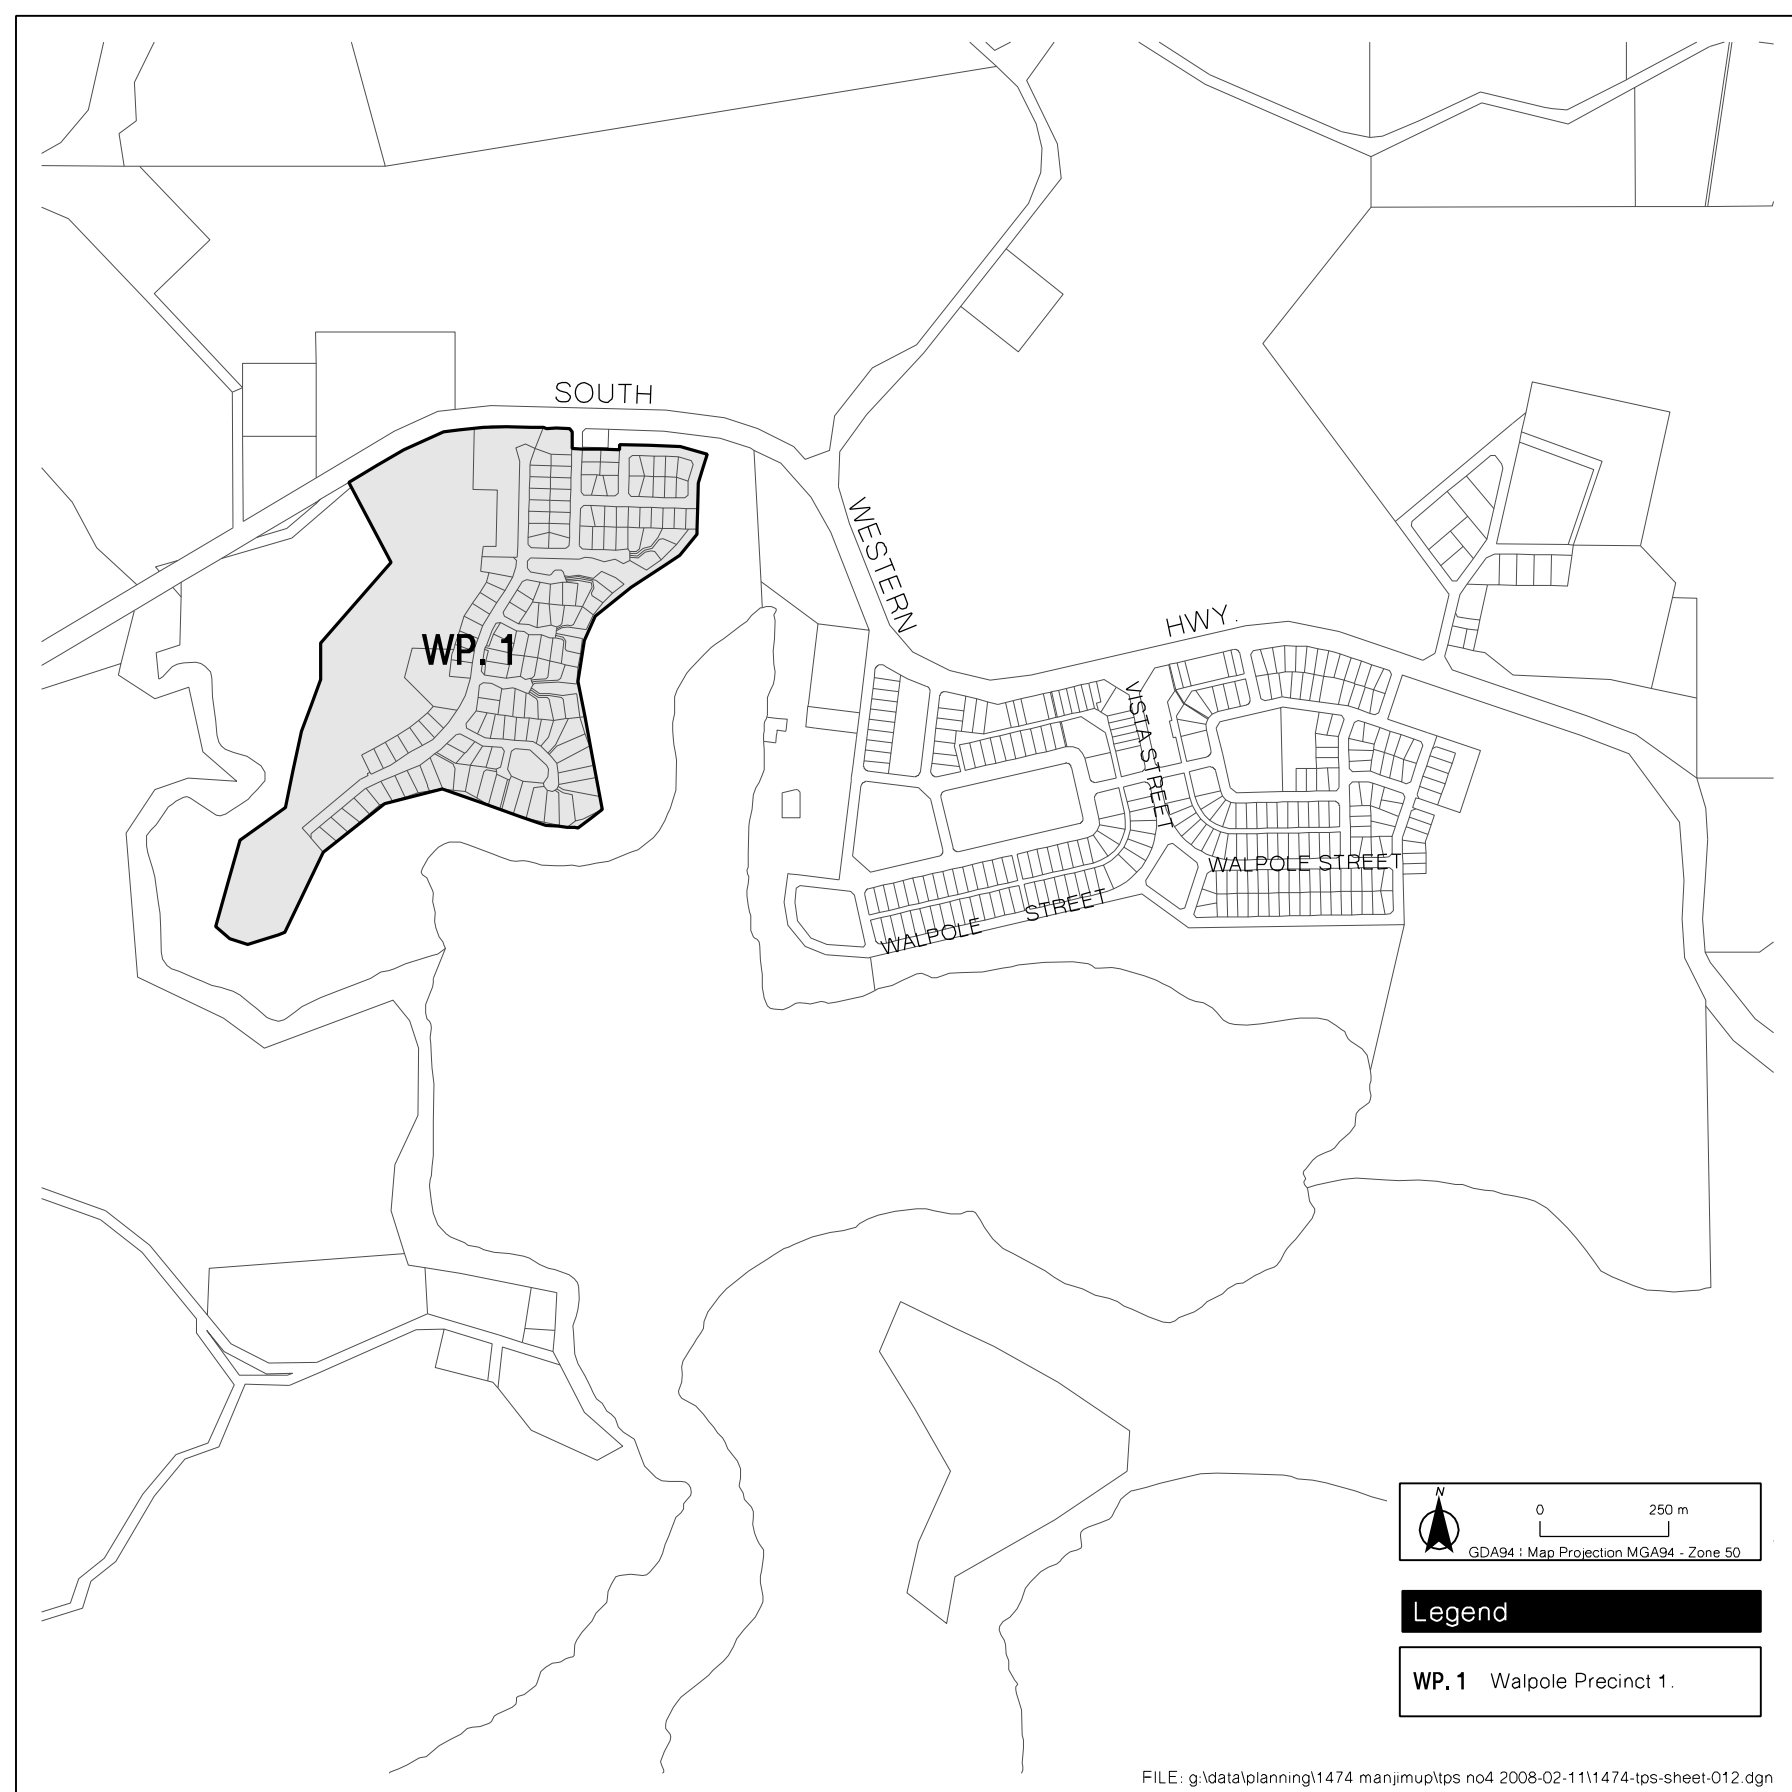 SOUTH
WESTERN
HWY.
WP. 1
VISTA STREET
WALPOLE STREET
WALPOLE STREET
N
0 250 m
GDA94 : Map Projection MGA94 - Zone 50
Legend
WP. 1 Walpole Precinct 1.
FILE: g:\data\planning\1474 manjimup\tps no4 2008-02-11\1474-tps-sheet-012.dgn